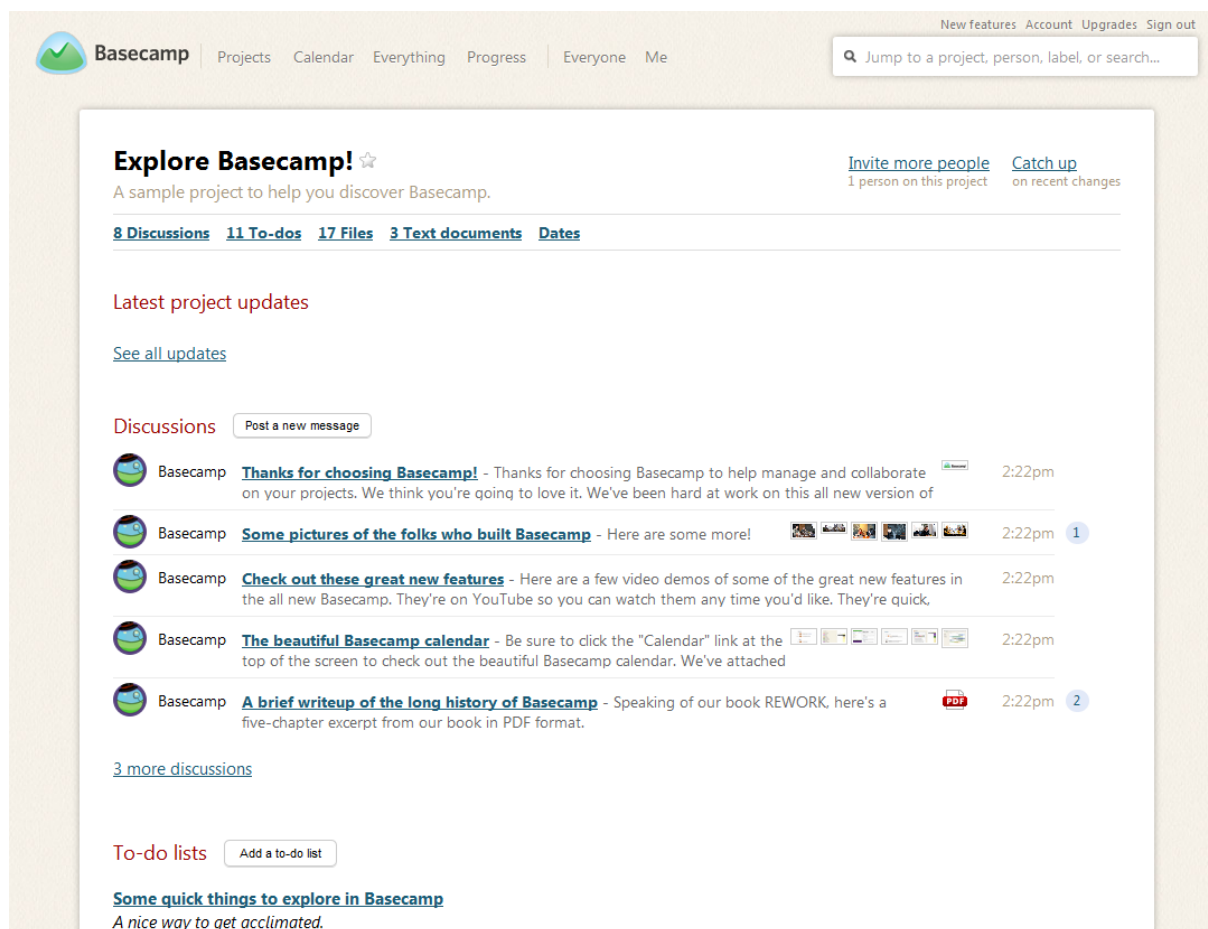 New features Account Upgrades Sign out
Basecamp Projects Calendar Everything Progress Everyone Me
Jump to a project, person, label, or search...
Explore Basecamp!
A sample project to help you discover Basecamp.
Invite more people Catch up
1 person on this project on recent changes
8 Discussions 11 To-dos 17 Files 3 Text documents Dates
Latest project updates
See all updates
Discussions Post a new message
Basecamp Thanks for choosing Basecamp! - Thanks for choosing Basecamp to help manage and collaborate 2:22pm
on your projects. We think you're going to love it. We've been hard at work on this all new version of
Basecamp Some pictures of the folks who built Basecamp - Here are some more! 2:22pm 1
Basecamp Check out these great new features - Here are a few video demos of some of the great new features in 2:22pm
the all new Basecamp. They're on YouTube so you can watch them any time you'd like. They're quick,
Basecamp The beautiful Basecamp calendar - Be sure to click the "Calendar" link at the 2:22pm
top of the screen to check out the beautiful Basecamp calendar. We've attached
Basecamp A brief writeup of the long history of Basecamp - Speaking of our book REWORK, here's a PDF 2:22pm 2
five-chapter excerpt from our book in PDF format.
3 more discussions
To-do lists Add a to-do list
Some quick things to explore in Basecamp
A nice way to get acclimated.